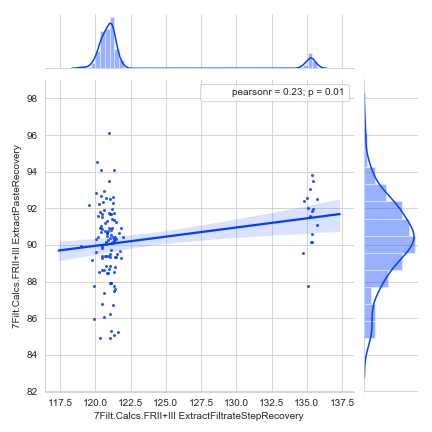 pearsonr = 0.23; p = 0.01
98
96
94
92
90
88
86
84
82
7Filt.Calcs.FRII+III ExtractPasteRecovery
117.5 120.0 122.5 125.0 127.5 130.0 132.5 135.0 137.5
7Filt.Calcs.FRII+III ExtractFiltrateStepRecovery